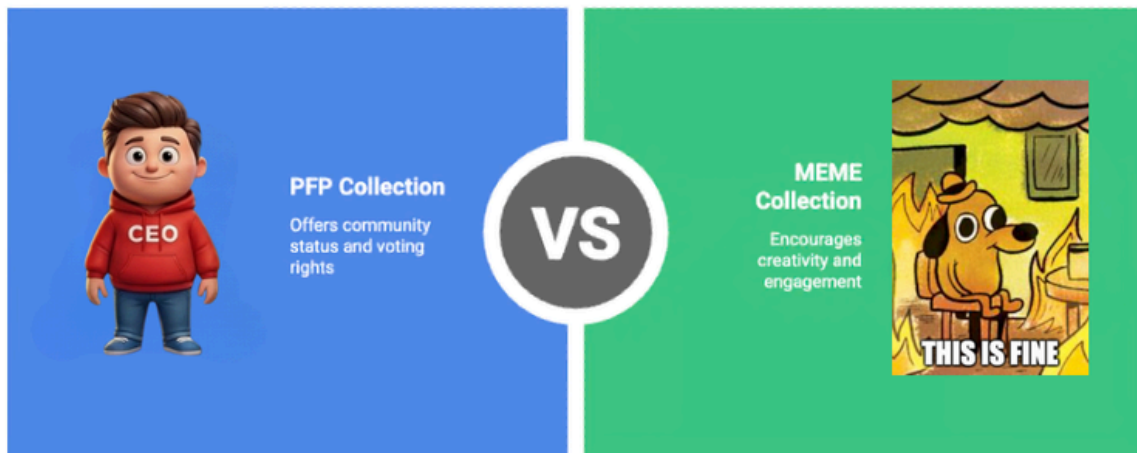 CEO
PFP Collection
Offers community
status and voting
rights
VS
MEME
Collection
Encourages
creativity and
engagement
THIS IS FINE